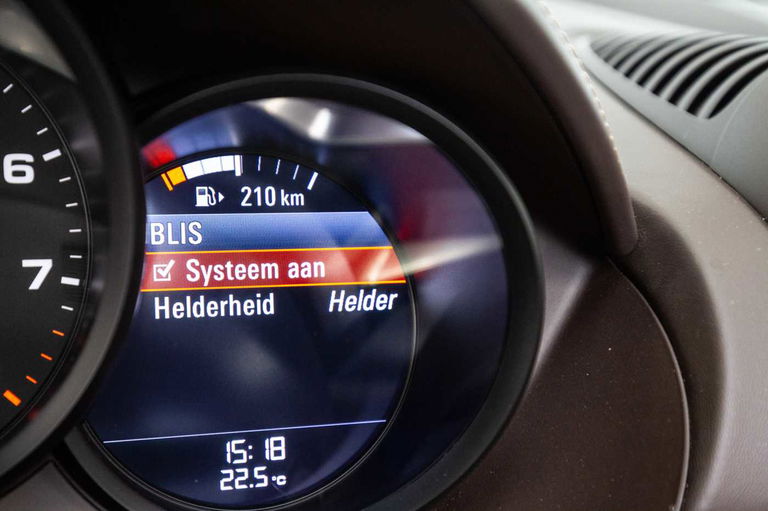 6
7
210 km
BLIS
Systeem aan
Helderheid Helder
15:18
22.5 °C